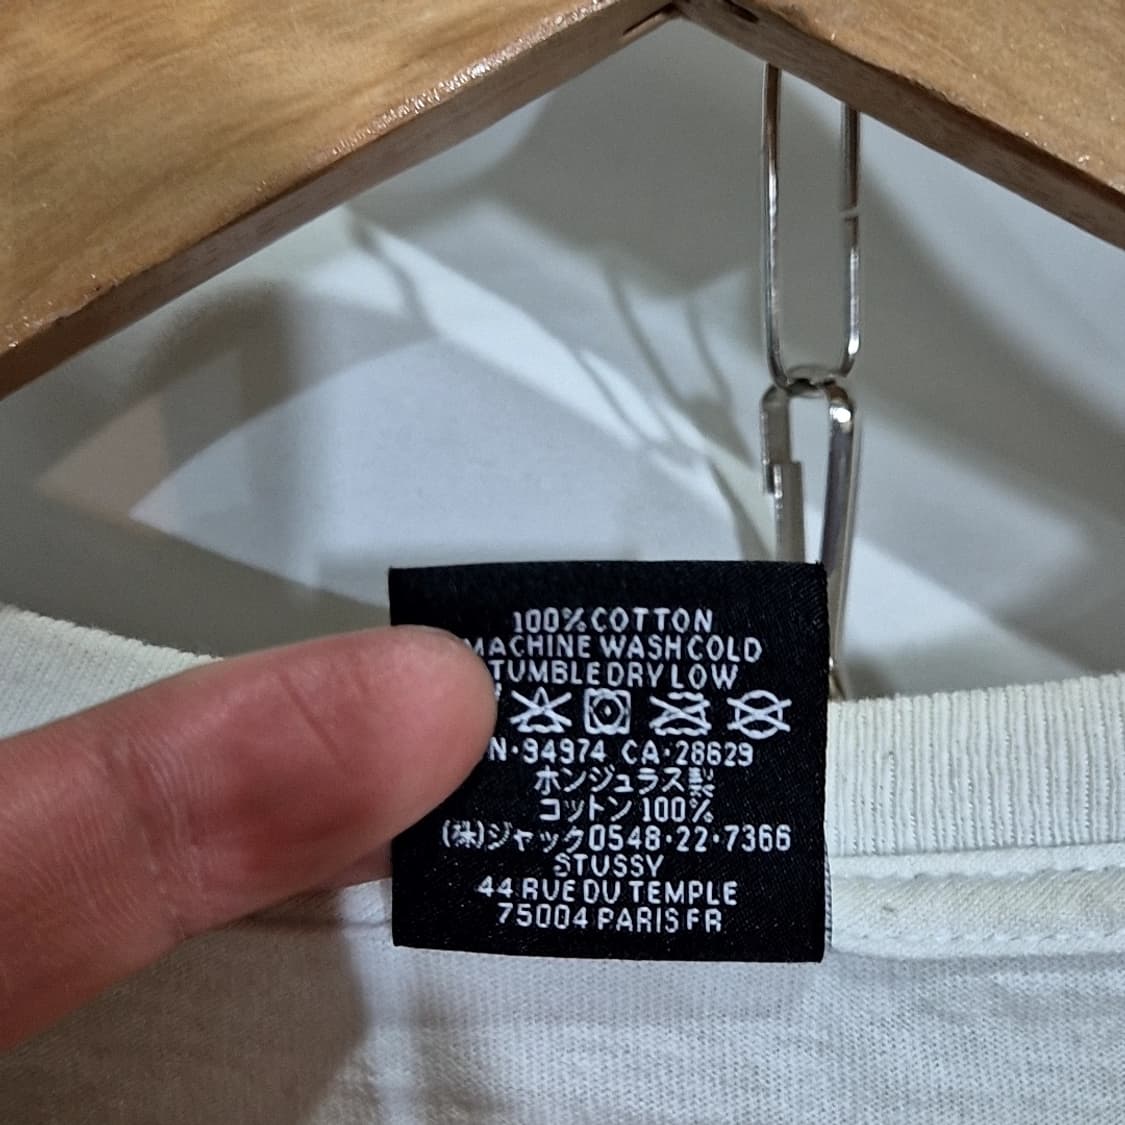 100% COTTON
MACHINE WASH COLD
TUMBLE DRY LOW
N·94974 CA·28629
ホンジュラス製
コットン 100%
(株)ジャック0548·22·7366
STUSSY
44 RUE DU TEMPLE
75004 PARIS FR